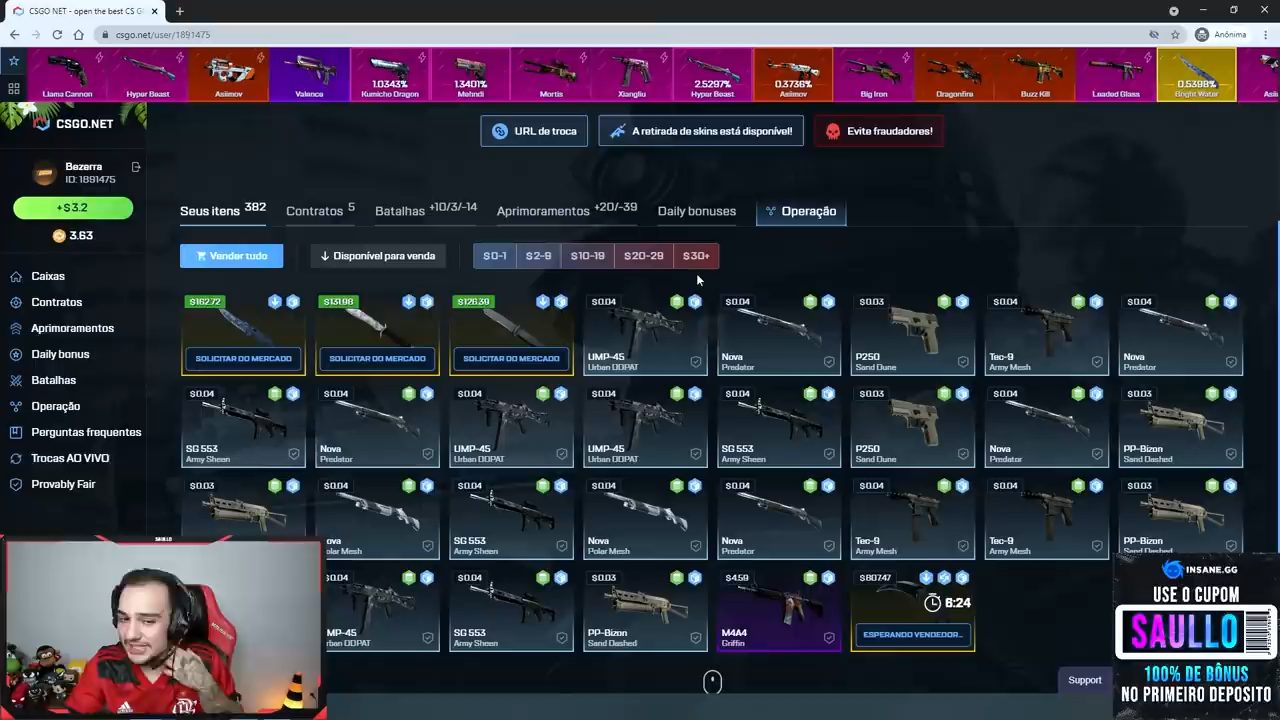 CSGO NET - open the best CS G
csgo.net/user/1891475
Anônima
Llama Cannon
Hyper Beast
Asiimov
Valence
1.0343%
Kumicho Dragon
1.3401%
Mehndi
Mortis
Xiangliu
2.5297%
Hyper Beast
0.3736%
Asiimov
Big Iron
Dragonfire
Buzz Kill
Loaded Glass
0.5398%
Bright Water
CSGO.NET
Bezerra
ID: 1891475
+$3.2
3.63
Caixas
Contratos
Aprimoramentos
Daily bonus
Batalhas
Operação
Perguntas frequentes
Trocas AO VIVO
Provably Fair
URL de troca
A retirada de skins está disponível!
Evite fraudadores!
Seus itens 382
Contratos 5
Batalhas +10/3/-14
Aprimoramentos +20/-39
Daily bonuses
Operação
Vender tudo
Disponível para venda
$0-1
$2-9
$10-19
$20-29
$30+
$162.72
SOLICITAR DO MERCADO
$131.98
SOLICITAR DO MERCADO
$126.39
SOLICITAR DO MERCADO
$0.04
UMP-45
Urban DDPAT
$0.04
Nova
Predator
$0.03
P250
Sand Dune
$0.04
Tec-9
Army Mesh
$0.04
Nova
Predator
$0.04
SG 553
Army Sheen
$0.04
Nova
Predator
$0.04
UMP-45
Urban DDPAT
$0.04
UMP-45
Urban DDPAT
$0.04
SG 553
Army Sheen
$0.03
P250
Sand Dune
$0.04
Nova
Predator
$0.03
PP-Bizon
Sand Dashed
$0.03
$0.04
Nova
Polar Mesh
$0.04
SG 553
Army Sheen
$0.04
Nova
Polar Mesh
$0.04
Nova
Predator
$0.04
Tec-9
Army Mesh
$0.04
Tec-9
Army Mesh
$0.03
PP-Bizon
Sand Dashed
$0.04
UMP-45
Urban DDPAT
$0.04
SG 553
Army Sheen
$0.03
PP-Bizon
Sand Dashed
$4.59
M4A4
Griffin
$807.47
6:24
ESPERANDO VENDEDOR...
Support
SAULLO
INSANE.GG
USE O CUPOM
SAULLO
100% DE BÔNUS
NO PRIMEIRO DEPOSITO